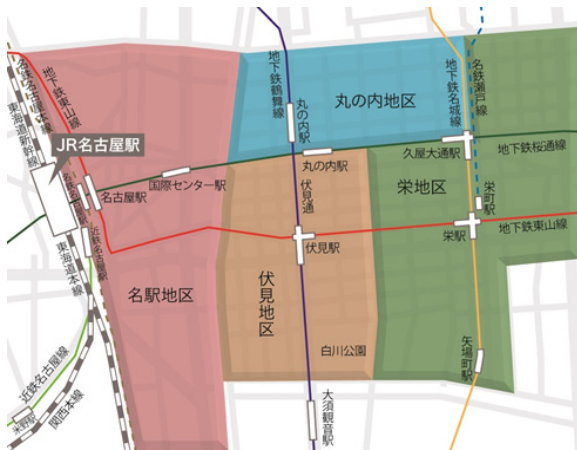 地下鉄東山線
名鉄名古屋本線
東海道新幹線
地下鉄鶴舞線
丸の内駅
丸の内地区
地下鉄名城線
名鉄瀬戸線
JR名古屋駅
久屋大通駅
地下鉄桜通線
丸の内駅
国際センター駅
名古屋駅
伏見通
栄地区
栄町駅
近鉄名古屋駅
伏見駅
栄駅
地下鉄東山線
東海道本線
名駅地区
伏見地区
白川公園
矢場町駅
近鉄名古屋線
関西本線
米野駅
大須観音駅